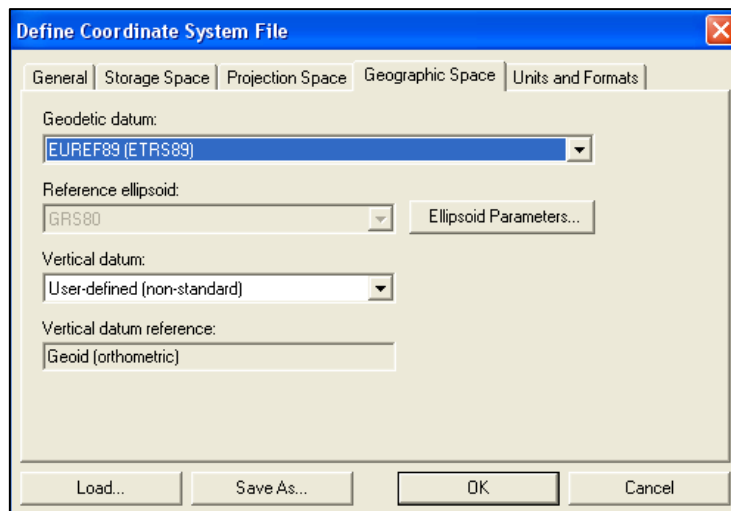 Define Coordinate System File
General Storage Space Projection Space Geographic Space Units and Formats
Geodetic datum:
EUREF89 (ETRS89)
Reference ellipsoid:
GRS80
Ellipsoid Parameters...
Vertical datum:
User-defined (non-standard)
Vertical datum reference:
Geoid (orthometric)
Load... Save As... OK Cancel